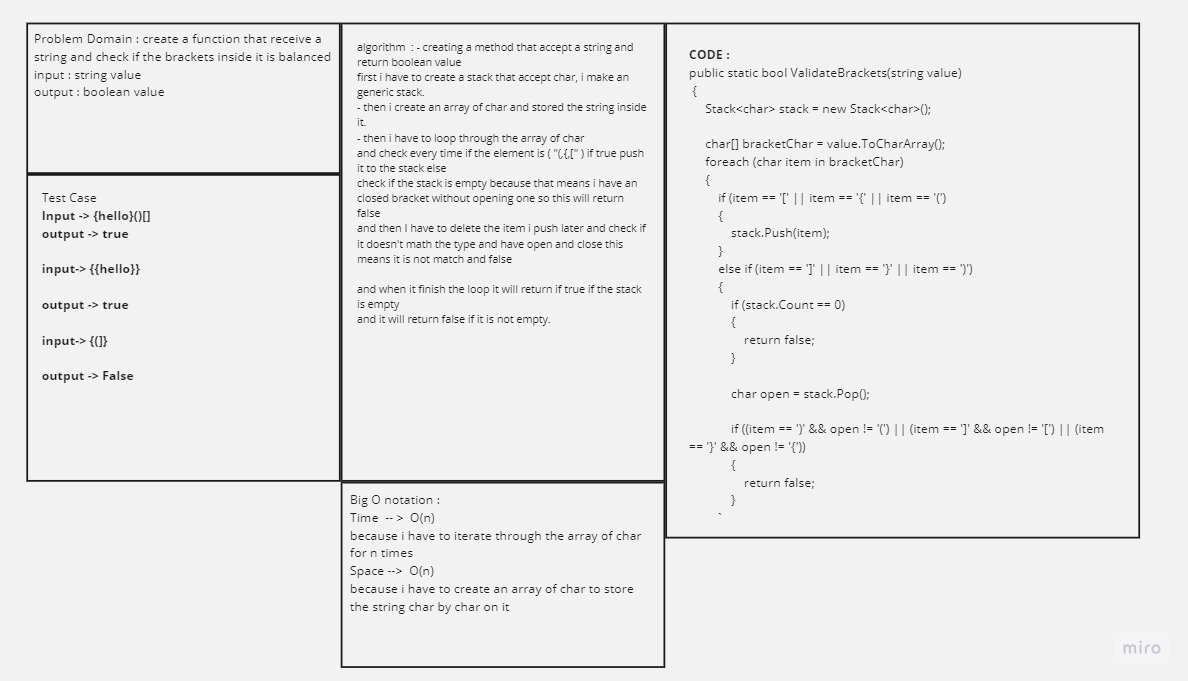 Problem Domain : create a function that receive a
string and check if the brackets inside it is balanced
input : string value
output : boolean value
Test Case
Input -> {hello}()[]
output -> true
input-> {{hello}}
output -> true
input-> {(]}
output -> False
algorithm : - creating a method that accept a string and
return boolean value
first i have to create a stack that accept char, i make an
generic stack.
- then i create an array of char and stored the string inside
it.
- then i have to loop through the array of char
and check every time if the element is ( "(,{,[" ) if true push
it to the stack else
check if the stack is empty because that means i have an
closed bracket without opening one so this will return
false
and then I have to delete the item i push later and check if
it doesn't math the type and have open and close this
means it is not match and false
and when it finish the loop it will return if true if the stack
is empty
and it will return false if it is not empty.
Big O notation :
Time -- > O(n)
because i have to iterate through the array of char
for n times
Space --> O(n)
because i have to create an array of char to store
the string char by char on it
CODE :
public static bool ValidateBrackets(string value)
{
Stack<char> stack = new Stack<char>();
char[] bracketChar = value.ToCharArray();
foreach (char item in bracketChar)
{
if (item == '[' || item == '{' || item == '(')
{
stack.Push(item);
}
else if (item == ']' || item == '}' || item == ')')
{
if (stack.Count == 0)
{
return false;
}
char open = stack.Pop();
if ((item == ')' && open != '(') || (item == ']' && open != '[') || (item
== '}' && open != '{'))
{
return false;
}
miro